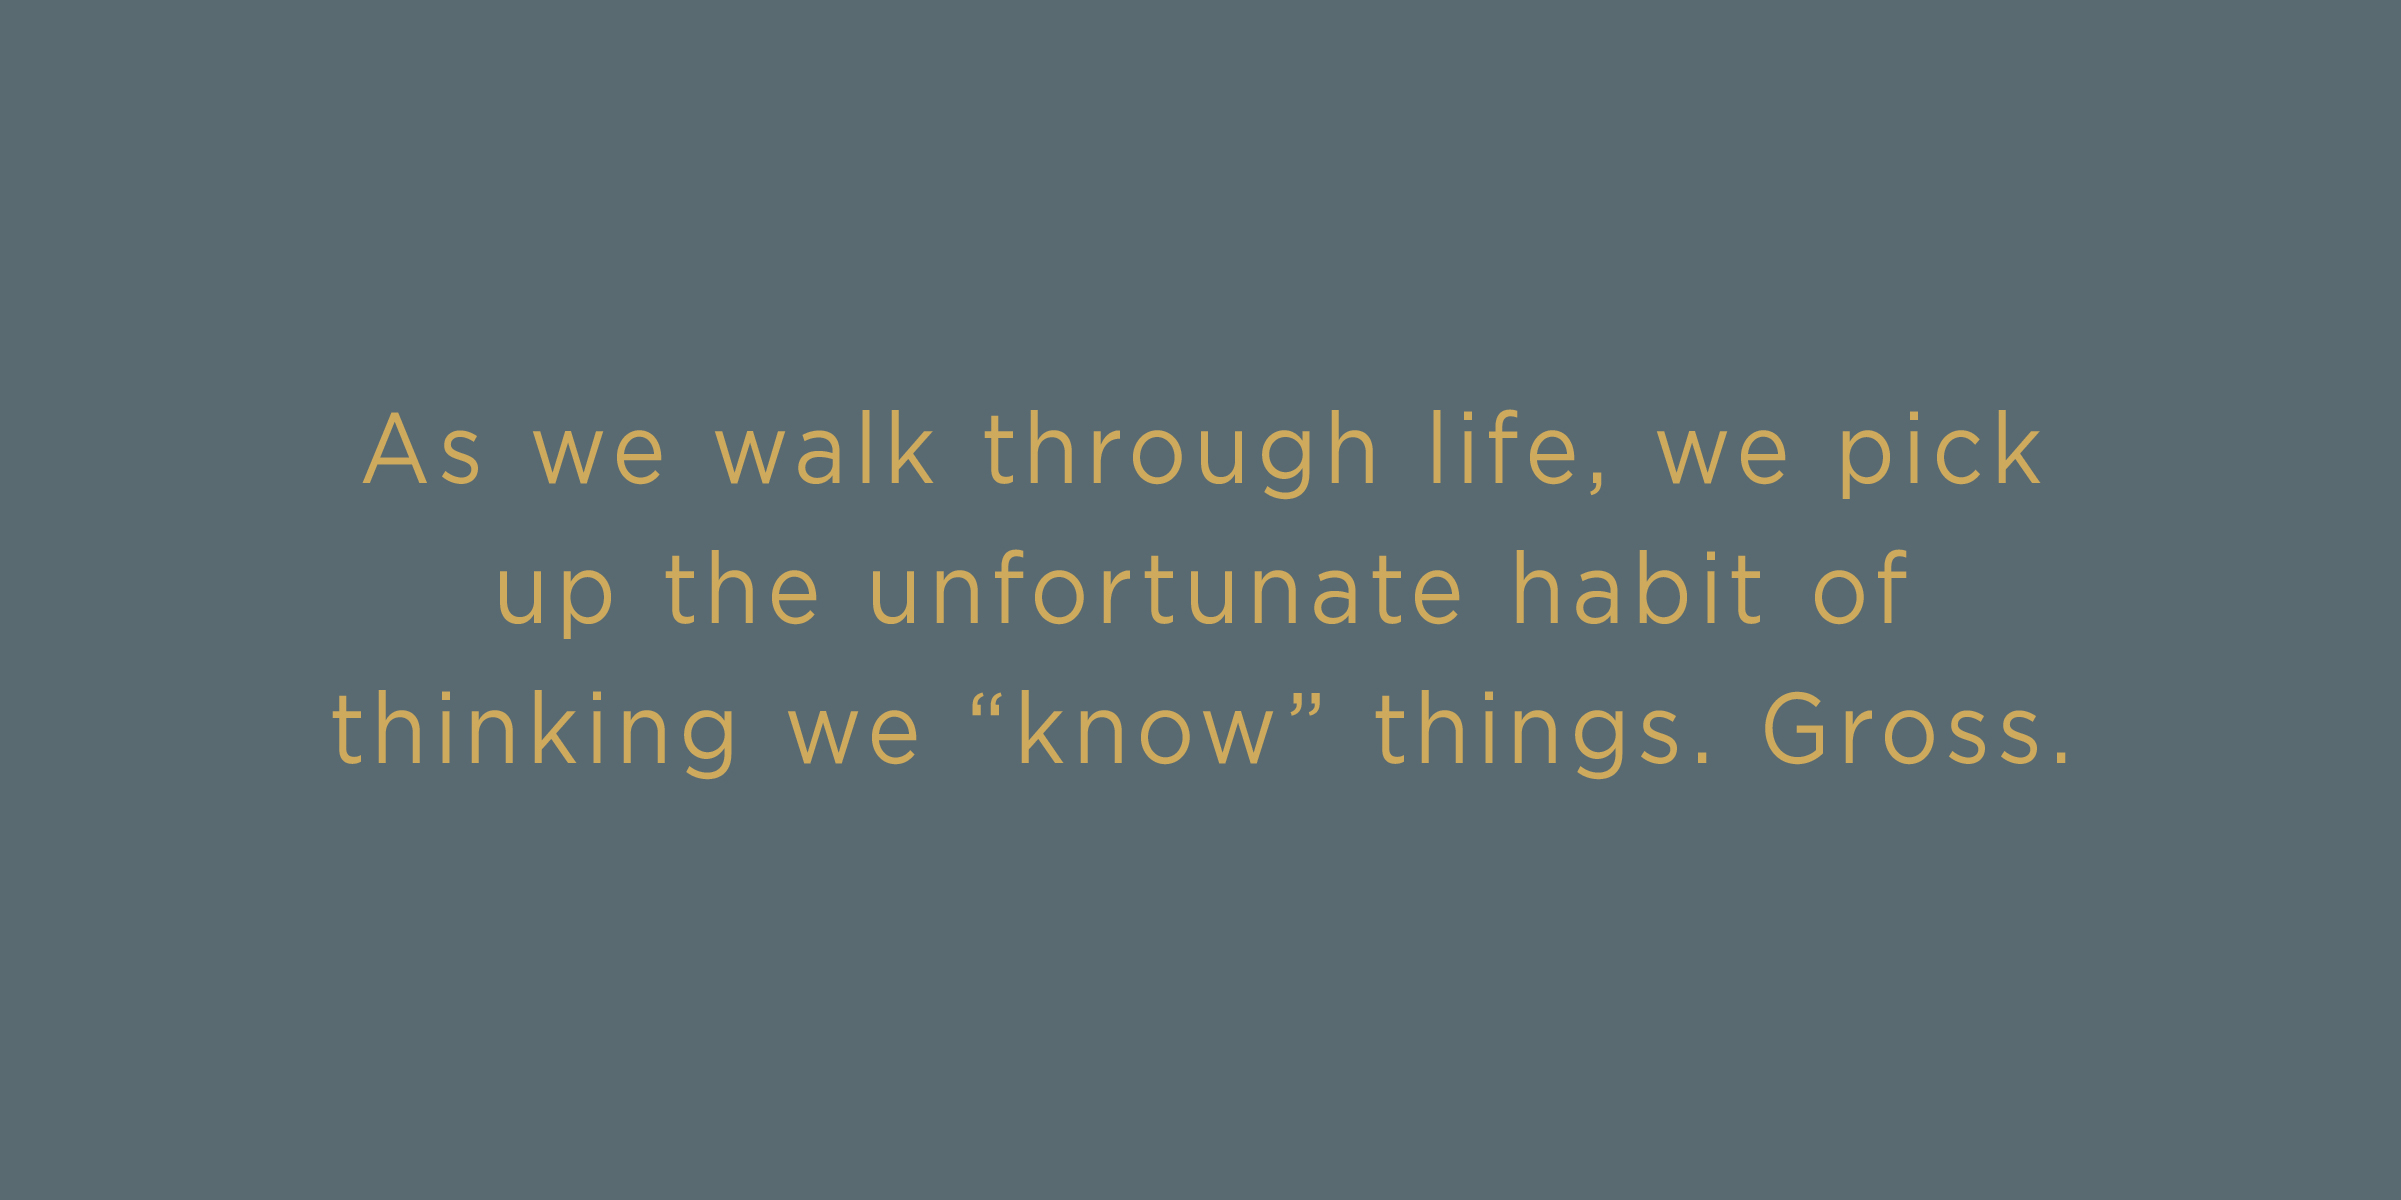 As we walk through life, we pick
up the unfortunate habit of
thinking we “know” things. Gross.